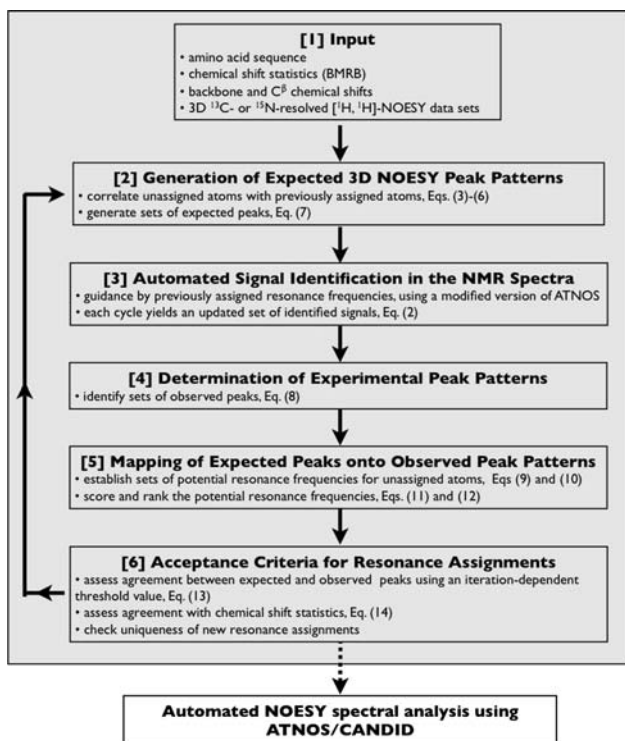 [1] Input
• amino acid sequence
• chemical shift statistics (BMRB)
• backbone and Cβ chemical shifts
• 3D 13C- or 15N-resolved [1H, 1H]-NOESY data sets
[2] Generation of Expected 3D NOESY Peak Patterns
• correlate unassigned atoms with previously assigned atoms, Eqs. (3)-(6)
• generate sets of expected peaks, Eq. (7)
[3] Automated Signal Identification in the NMR Spectra
• guidance by previously assigned resonance frequencies, using a modified version of ATNOS
• each cycle yields an updated set of identified signals, Eq. (2)
[4] Determination of Experimental Peak Patterns
• identify sets of observed peaks, Eq. (8)
[5] Mapping of Expected Peaks onto Observed Peak Patterns
• establish sets of potential resonance frequencies for unassigned atoms, Eqs (9) and (10)
• score and rank the potential resonance frequencies, Eqs. (11) and (12)
[6] Acceptance Criteria for Resonance Assignments
• assess agreement between expected and observed peaks using an iteration-dependent
threshold value, Eq. (13)
• assess agreement with chemical shift statistics, Eq. (14)
• check uniqueness of new resonance assignments
Automated NOESY spectral analysis using
ATNOS/CANDID